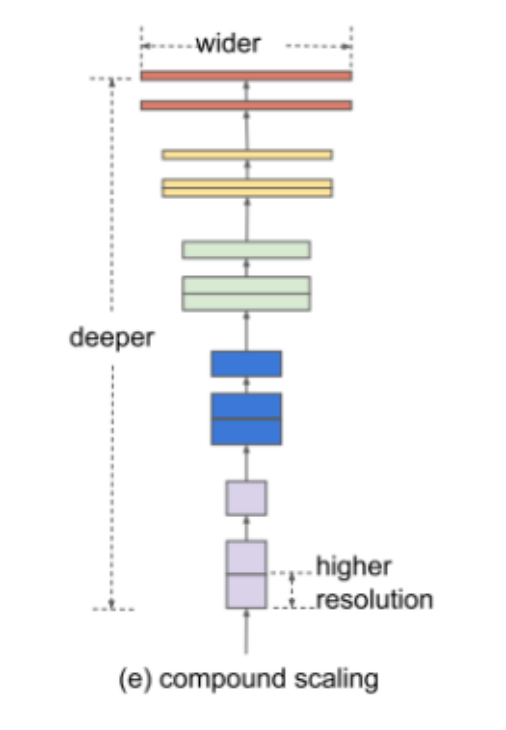 wider
deeper
higher
resolution
(e) compound scaling